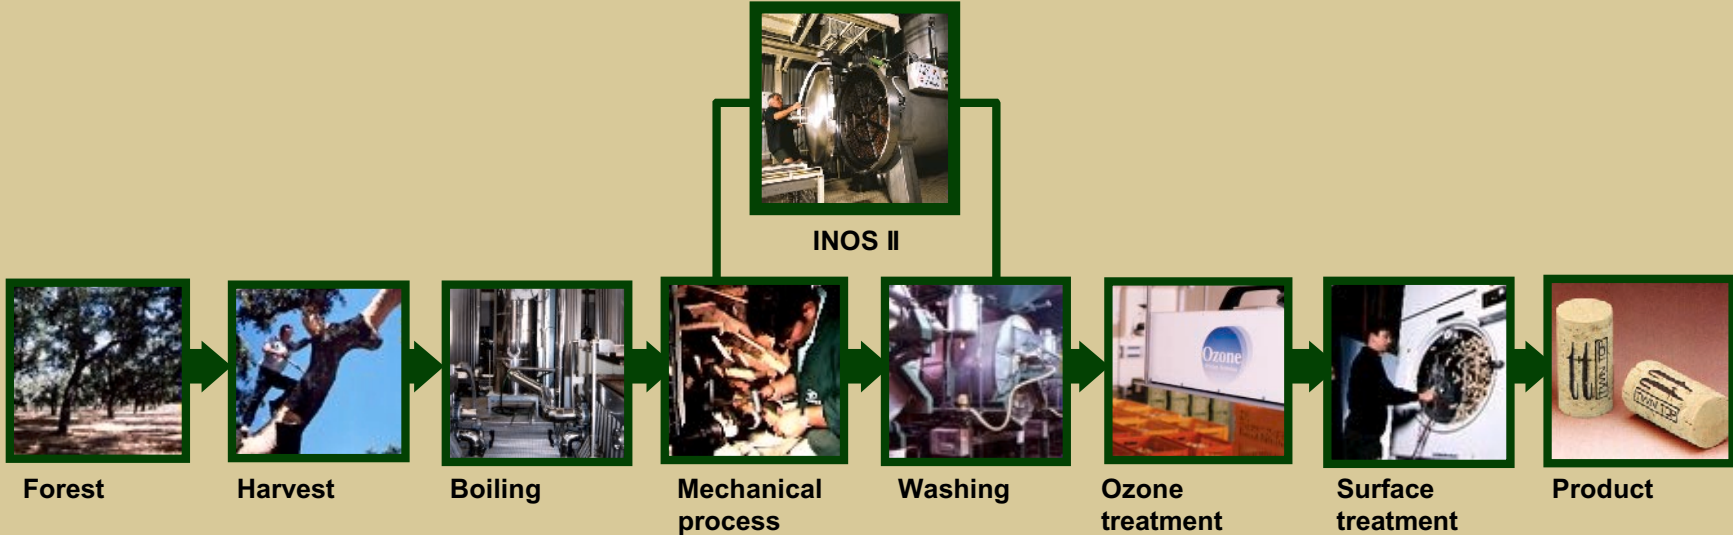 INOS II
Ozone
Forest
Harvest
Boiling
Mechanical
process
Washing
Ozone
treatment
Surface
treatment
Product